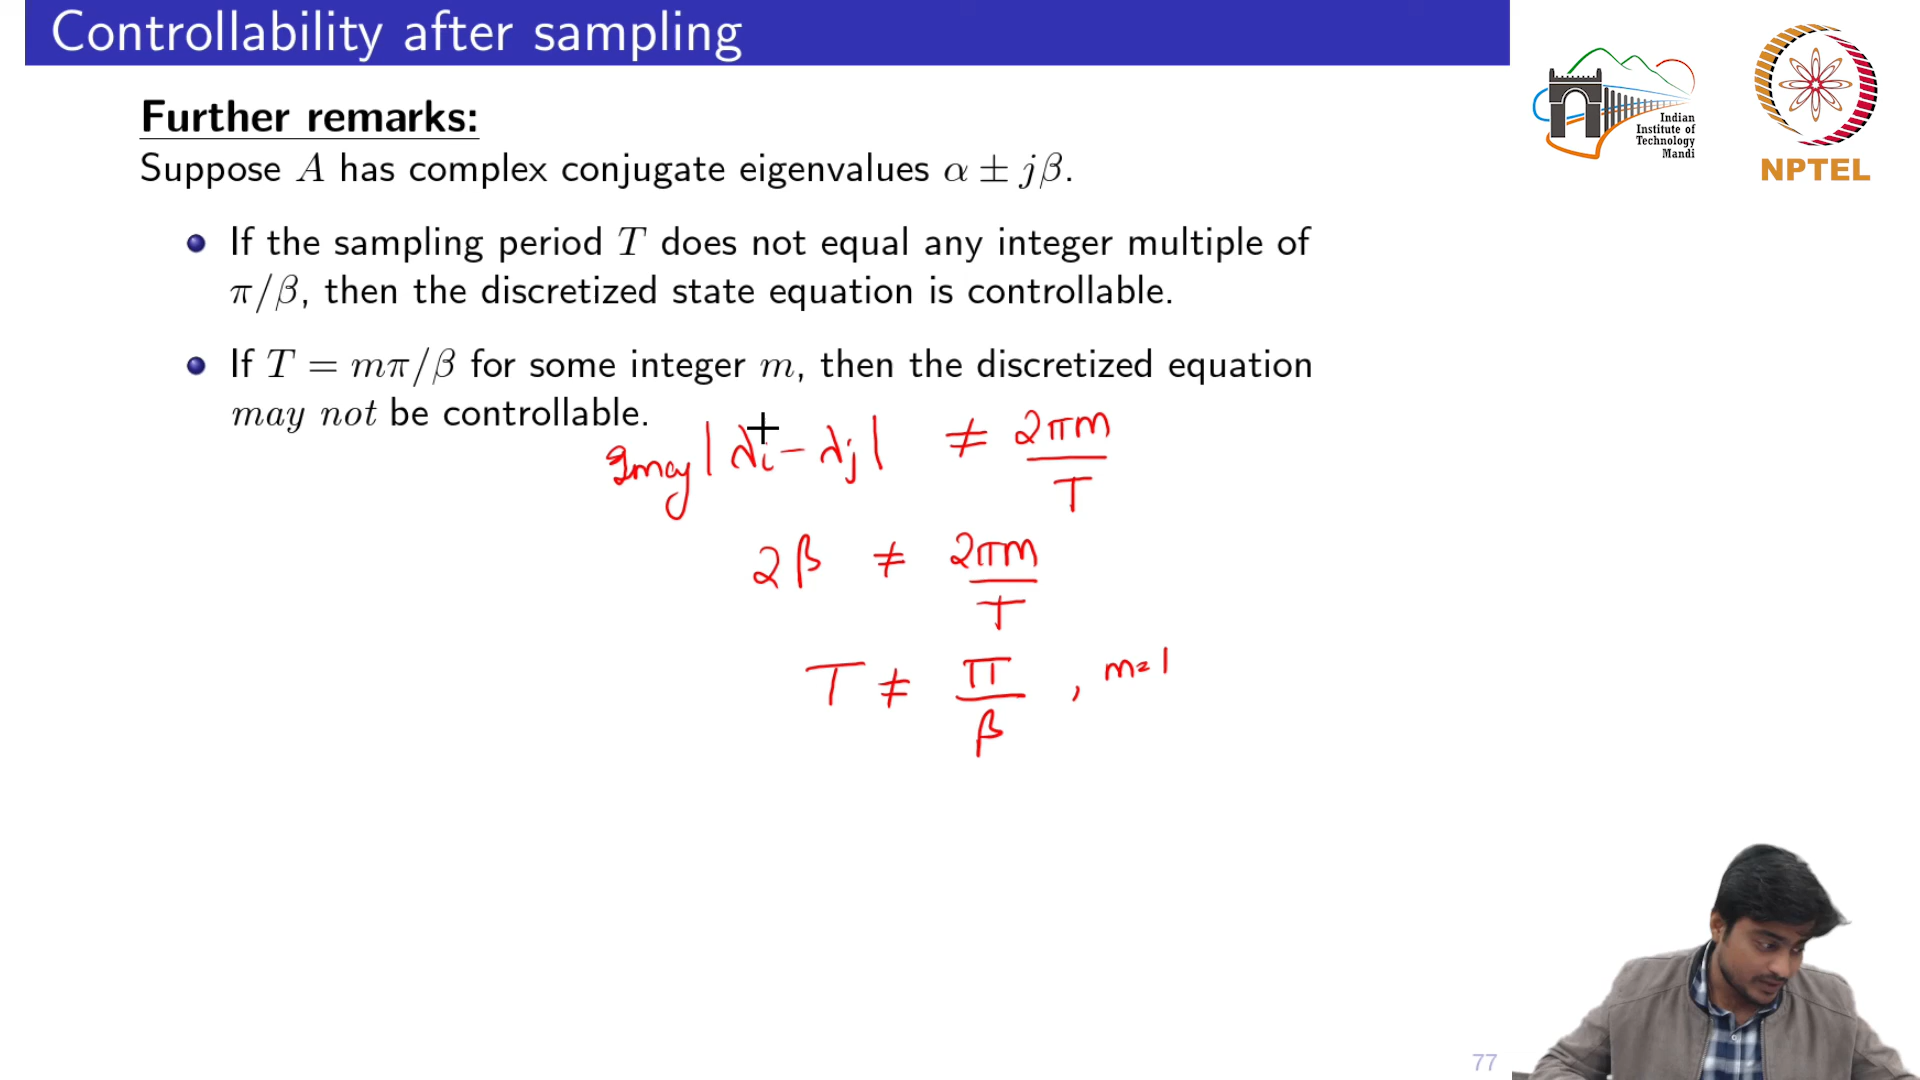 Controllability after sampling
Further remarks:
Suppose A has complex conjugate eigenvalues α ± jβ.
If the sampling period T does not equal any integer multiple of
π/β, then the discretized state equation is controllable.
If T = mπ/β for some integer m, then the discretized equation
may not be controllable.
Imag |λi − λj| ≠ 2πm/T
2β ≠ 2πm/T
T ≠ π/β , m=1
Indian
Institute of
Technology
Mandi
NPTEL
77